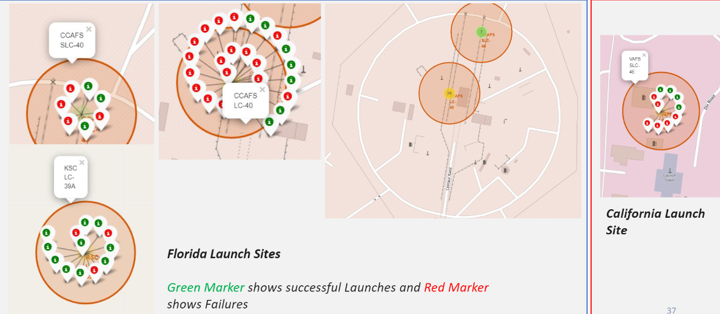 CCAFS
SLC-40
CCAFS
LC-40
KSC
LC-
39A
VAFB
SLC-
4E
Florida Launch Sites
Green Marker shows successful Launches and Red Marker
shows Failures
California Launch
Site
37